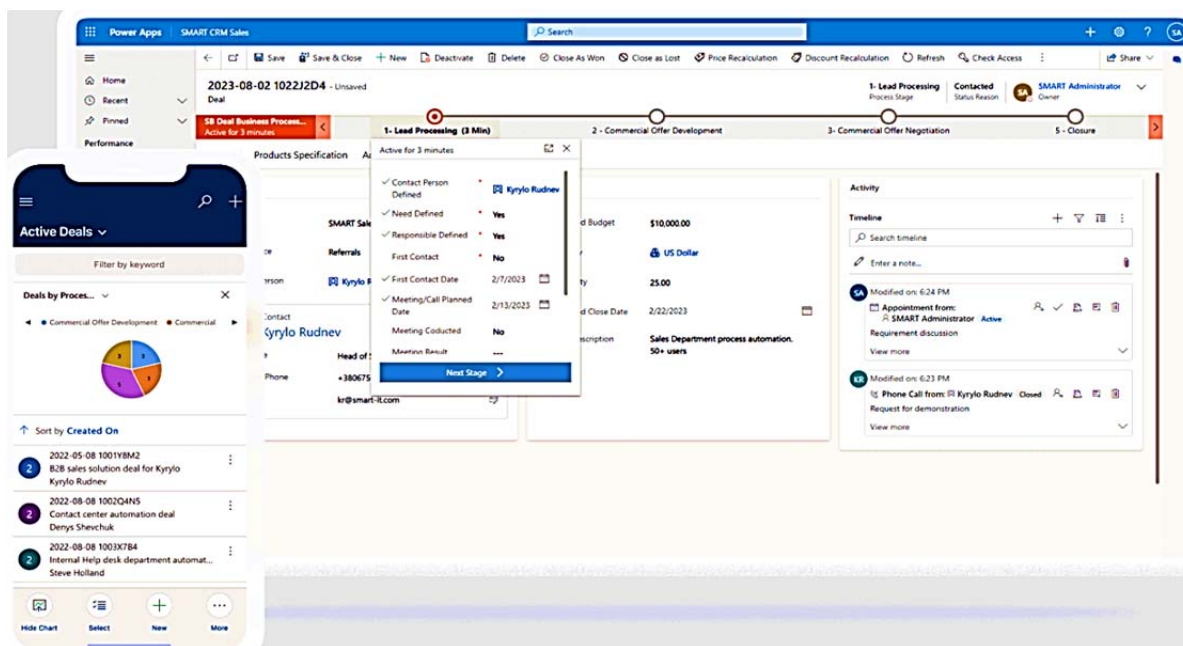 Power Apps SMART CRM Sales
Search
SA
Save Save & Close New Deactivate Delete Close As Won Close as Lost Price Recalculation Discount Recalculation Refresh Check Access Share
Home
Recent
Pinned
Performance
2023-08-02 1022J2D4 - Unsaved
Deal
1- Lead Processing
Process Stage
Contacted
Status Reason
SMART Administrator
Owner
SB Deal Business Process...
Active for 3 minutes
1- Lead Processing (3 Min)
2 - Commercial Offer Development
3- Commercial Offer Negotiation
5 - Closure
Products Specification
Active for 3 minutes
Contact Person Defined * Kyrylo Rudnev
Need Defined * Yes
Responsible Defined * Yes
First Contact * No
First Contact Date 2/7/2023
Meeting/Call Planned Date 2/13/2023
Meeting Coducted No
Meeting Result ---
Next Stage
SMART Sale
Referrals
Kyrylo
Contact
Kyrylo Rudnev
Head of
Phone +380675
kr@smart-it.com
d Budget $10,000.00
US Dollar
25.00
d Close Date 2/22/2023
Sales Department process automation.
50+ users
Activity
Timeline
Search timeline
Enter a note...
SA
Modified on: 6:24 PM
Appointment from:
SMART Administrator Active
Requirement discussion
View more
KR
Modified on: 6:23 PM
Phone Call from: Kyrylo Rudnev Closed
Request for demonstration
View more
Active Deals
Filter by keyword
Deals by Proces...
Commercial Offer Development Commercial
3 3
5 3
Sort by Created On
2 2022-05-08 1001Y8M2
B2B sales solution deal for Kyrylo
Kyrylo Rudnev
2 2022-08-08 1002Q4N5
Contact center automation deal
Denys Shevchuk
2 2022-08-08 1003X7B4
Internal Help desk department automat...
Steve Holland
Hide Chart Select New More